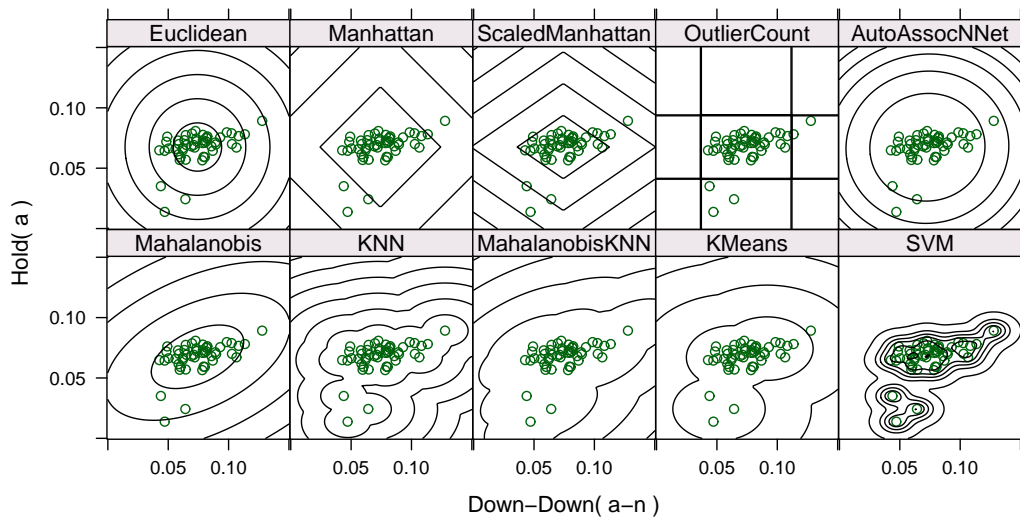 Euclidean Manhattan ScaledManhattan OutlierCount AutoAssocNNet
0.10
0.05
Mahalanobis KNN MahalanobisKNN KMeans SVM
0.10
0.05
Hold( a )
0.05 0.10 0.05 0.10 0.05 0.10 0.05 0.10 0.05 0.10
Down−Down( a−n )